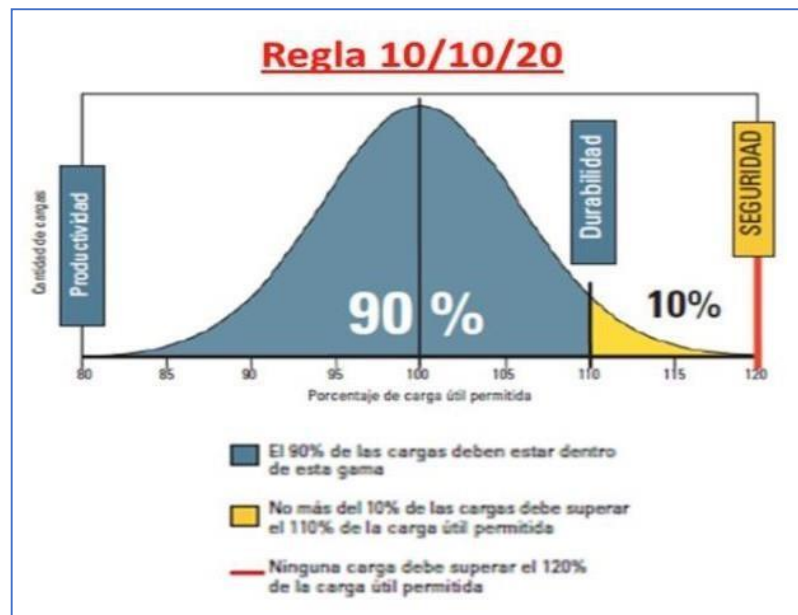 Regla 10/10/20
Cantidad de cargas
Productividad
Durabilidad
SEGURIDAD
90 %
10%
80 85 90 95 100 105 110 115 120
Porcentaje de carga útil permitida
El 90% de las cargas deben estar dentro
de esta gama
No más del 10% de las cargas debe superar
el 110% de la carga útil permitida
Ninguna carga debe superar el 120%
de la carga útil permitida